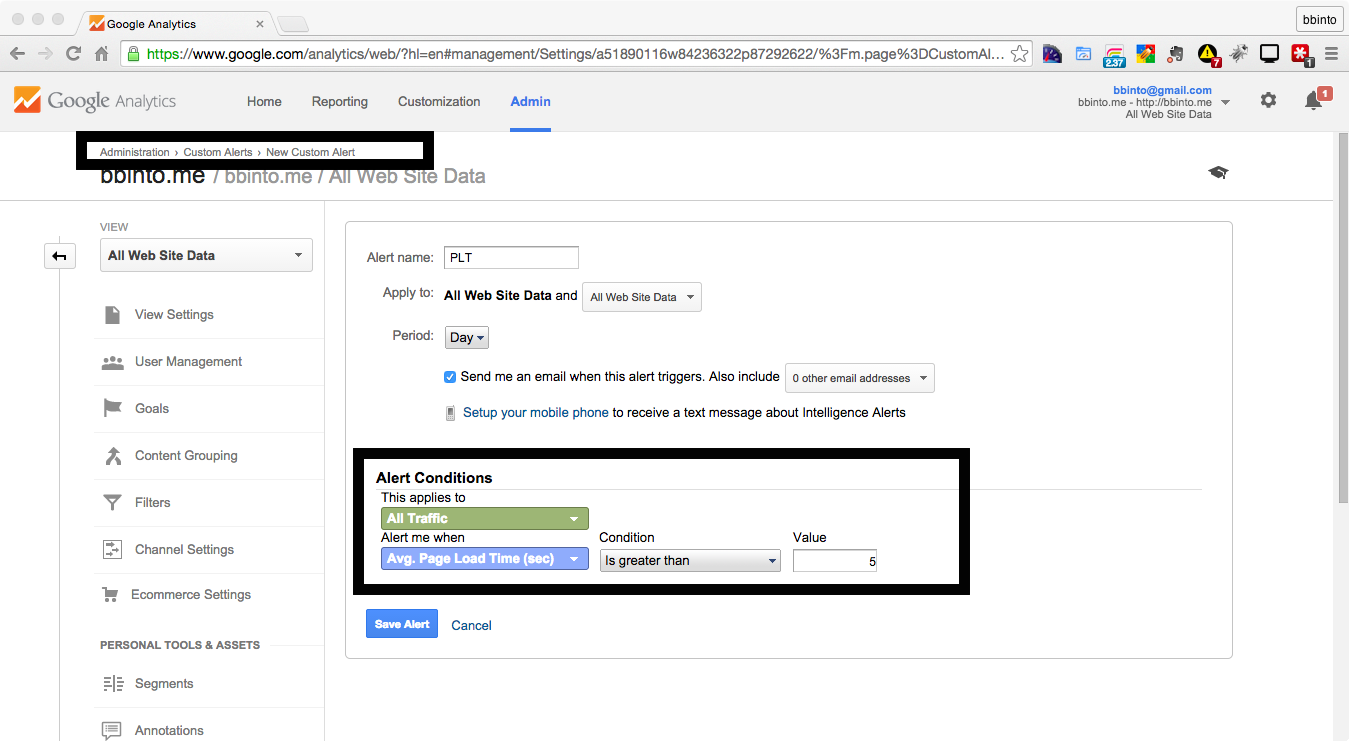 Google Analytics
bbinto
https://www.google.com/analytics/web/?hl=en#management/Settings/a51890116w84236322p87292622/%3Fm.page%3DCustomAl...
2.37
7
1
Google Analytics
Home
Reporting
Customization
Admin
bbinto@gmail.com
bbinto.me - http://bbinto.me
All Web Site Data
1
Administration › Custom Alerts › New Custom Alert
bbinto.me / bbinto.me / All Web Site Data
VIEW
All Web Site Data
View Settings
User Management
Goals
Content Grouping
Filters
Channel Settings
Ecommerce Settings
PERSONAL TOOLS & ASSETS
Segments
Annotations
Alert name: PLT
Apply to: All Web Site Data and All Web Site Data
Period: Day
Send me an email when this alert triggers. Also include 0 other email addresses
Setup your mobile phone to receive a text message about Intelligence Alerts
Alert Conditions
This applies to
All Traffic
Alert me when Condition Value
Avg. Page Load Time (sec) Is greater than 5
Save Alert Cancel